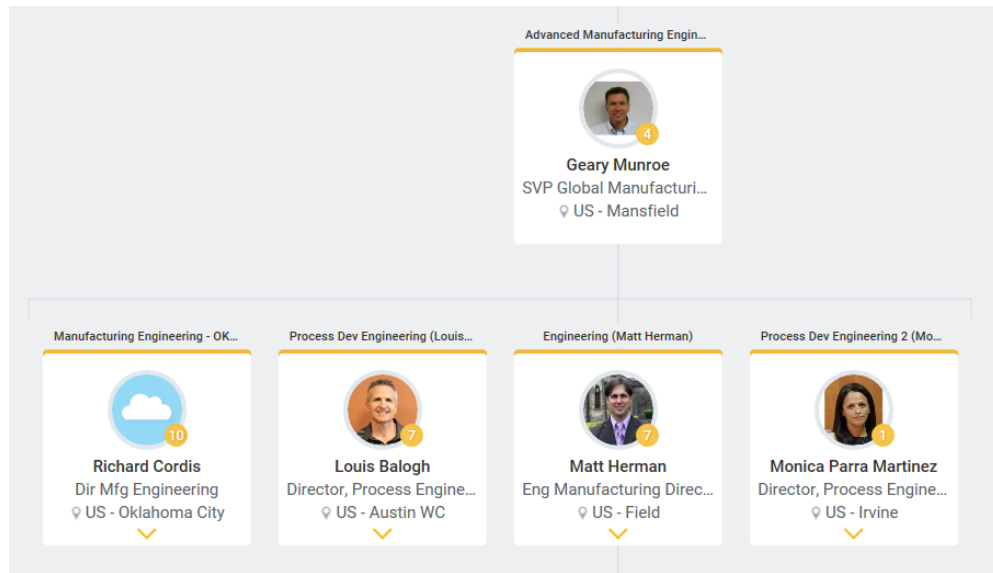 Advanced Manufacturing Engin...
4
Geary Munroe
SVP Global Manufacturi...
US - Mansfield
Manufacturing Engineering - OK...
10
Richard Cordis
Dir Mfg Engineering
US - Oklahoma City
Process Dev Engineering (Louis...
7
Louis Balogh
Director, Process Engine...
US - Austin WC
Engineering (Matt Herman)
7
Matt Herman
Eng Manufacturing Direc...
US - Field
Process Dev Engineering 2 (Mo...
1
Monica Parra Martinez
Director, Process Engine...
US - Irvine